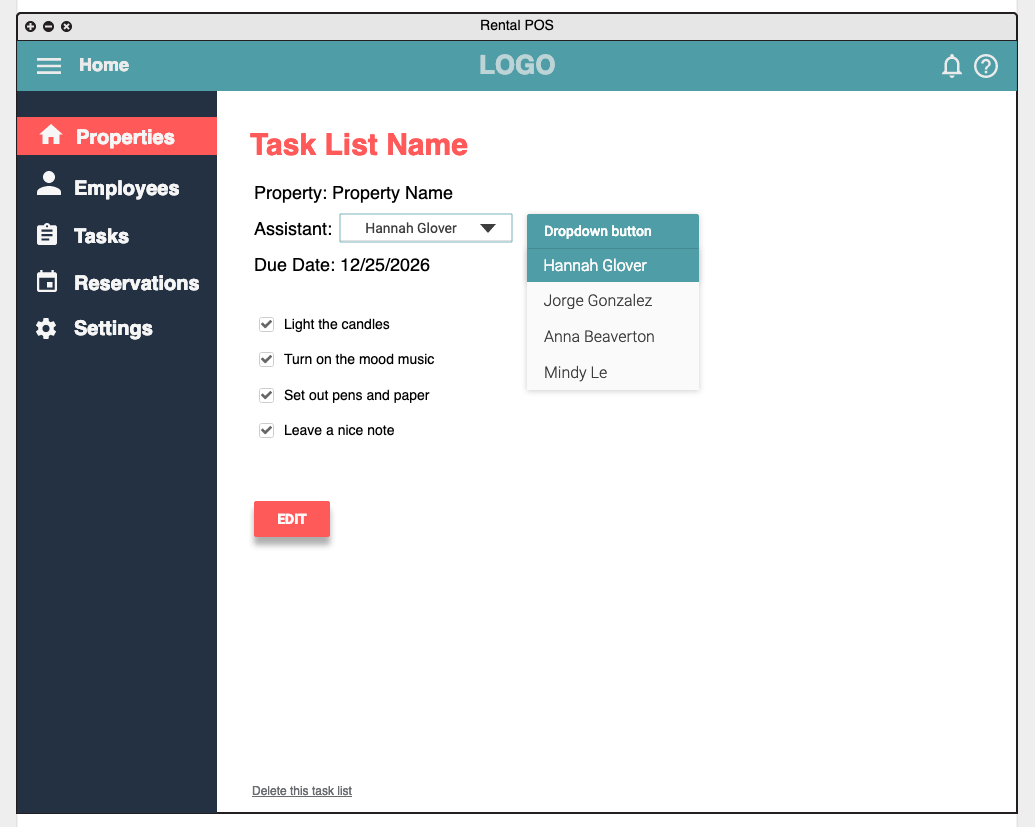 Rental POS
Home
LOGO
Properties
Employees
Tasks
Reservations
Settings
Task List Name
Property: Property Name
Assistant: Hannah Glover
Due Date: 12/25/2026
Dropdown button
Hannah Glover
Jorge Gonzalez
Anna Beaverton
Mindy Le
Light the candles
Turn on the mood music
Set out pens and paper
Leave a nice note
EDIT
Delete this task list